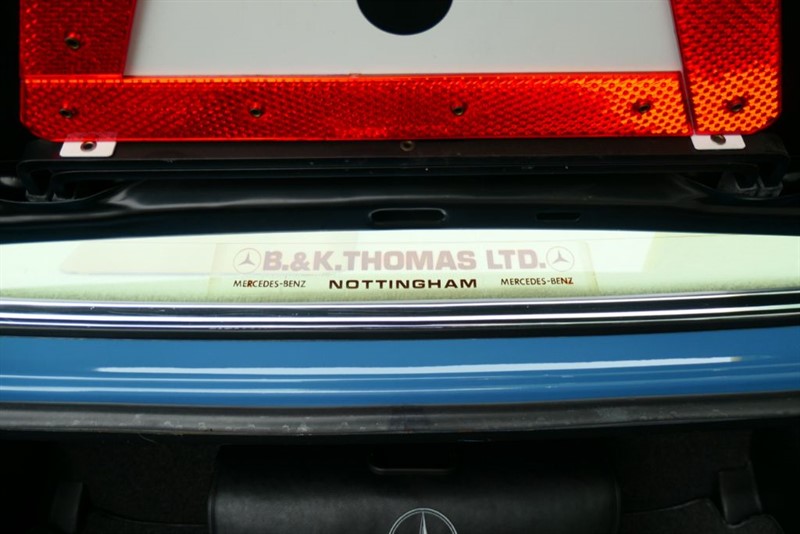 B.&K.THOMAS LTD.
MERCEDES-BENZ NOTTINGHAM MERCEDES-BENZ